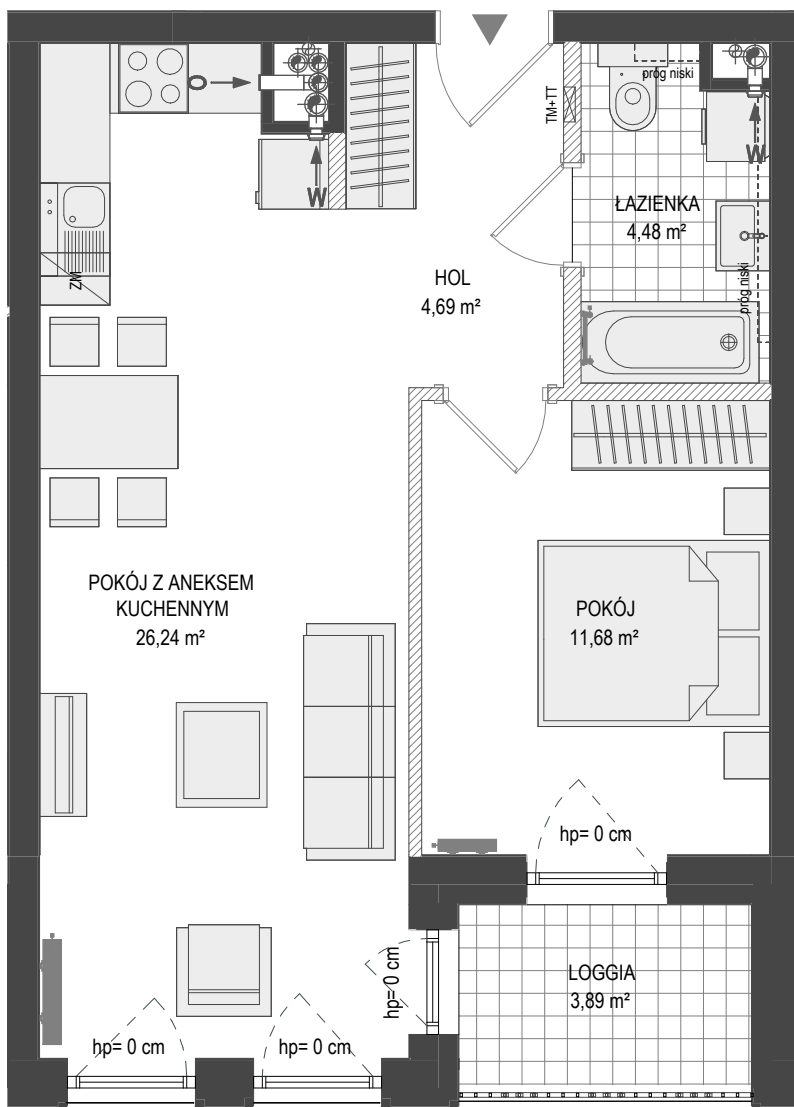 O
próg niski
TM+TT
W
W
ŁAZIENKA
4,48 m²
ZM
HOL
4,69 m²
próg niski
POKÓJ Z ANEKSEM
KUCHENNYM
26,24 m²
POKÓJ
11,68 m²
hp= 0 cm
hp= 0 cm
LOGGIA
3,89 m²
hp= 0 cm
hp= 0 cm